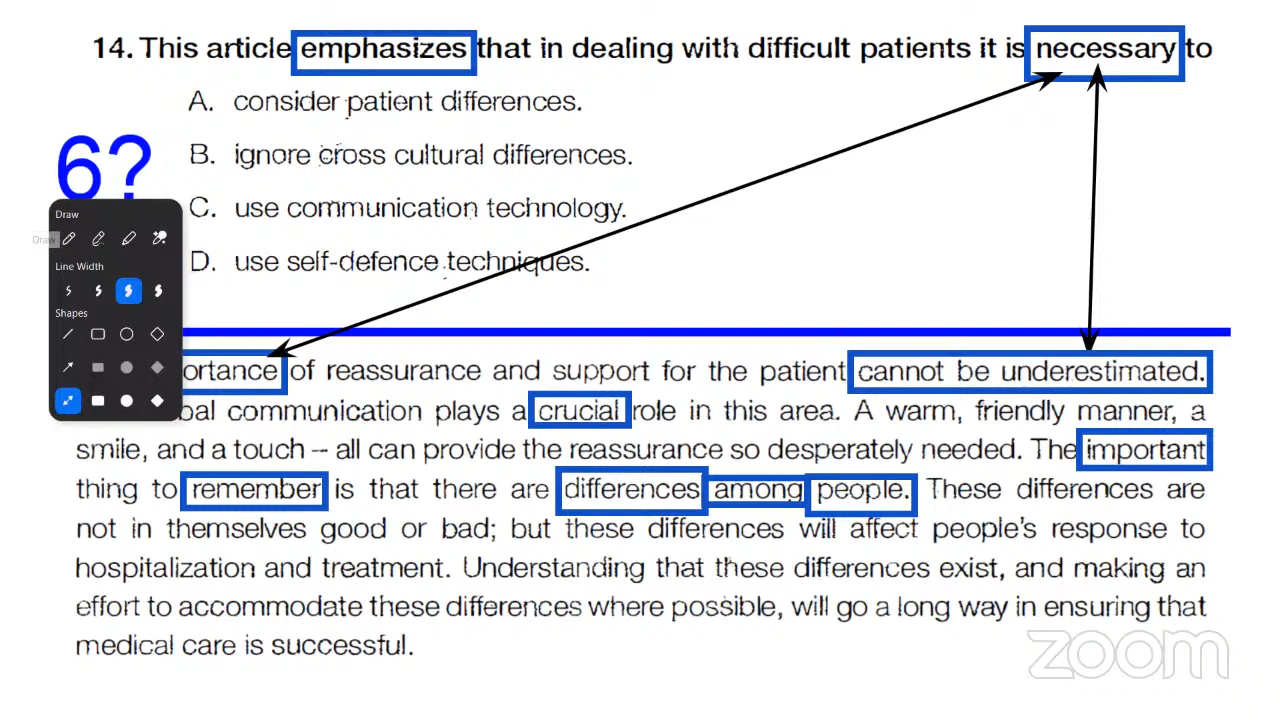 14. This article emphasizes that in dealing with difficult patients it is necessary to
A. consider patient differences.
6?
B. ignore cross cultural differences.
C. use communication technology.
D. use self-defence techniques.
Draw
Draw
Line Width
Shapes
ortance of reassurance and support for the patient cannot be underestimated.
bal communication plays a crucial role in this area. A warm, friendly manner, a
smile, and a touch – all can provide the reassurance so desperately needed. The important
thing to remember is that there are differences among people. These differences are
not in themselves good or bad; but these differences will affect people's response to
hospitalization and treatment. Understanding that these differences exist, and making an
effort to accommodate these differences where possible, will go a long way in ensuring that
medical care is successful.
zoom